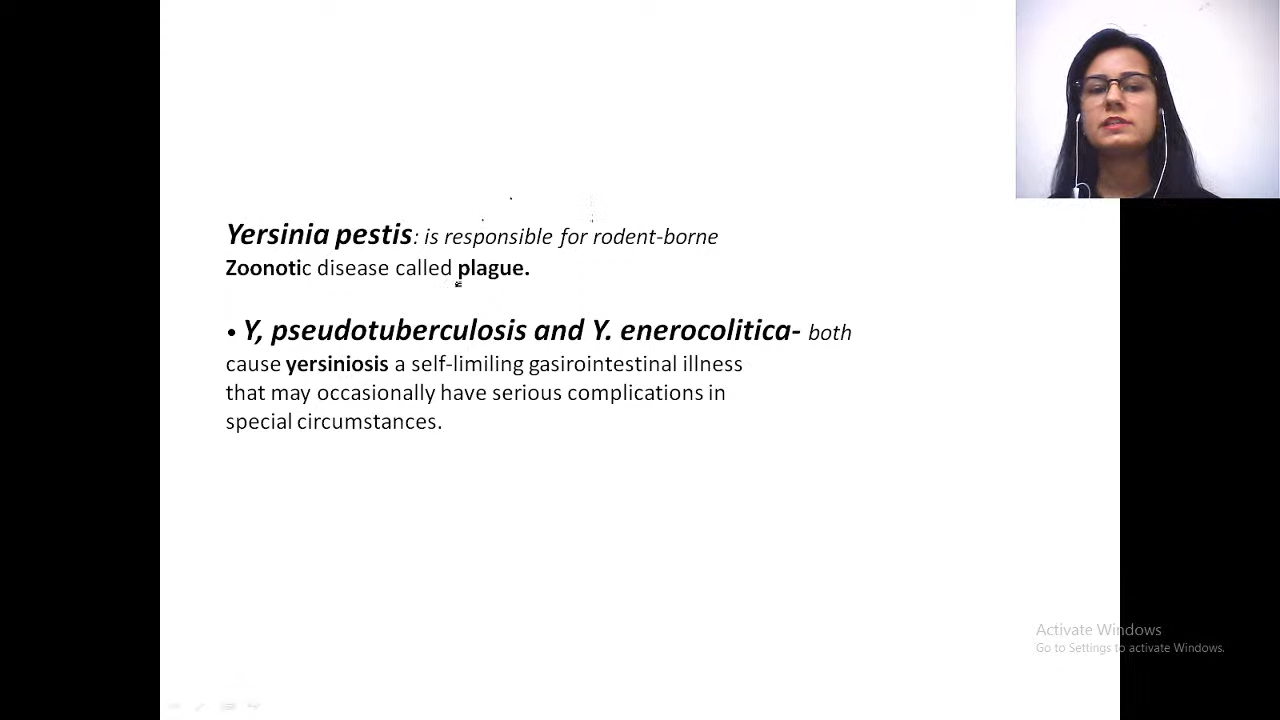 Yersinia pestis: is responsible for rodent-borne
Zoonotic disease called plague.
• Y, pseudotuberculosis and Y. enerocolitica- both
cause yersiniosis a self-limiling gasirointestinal illness
that may occasionally have serious complications in
special circumstances.
Activate Windows
Go to Settings to activate Windows.